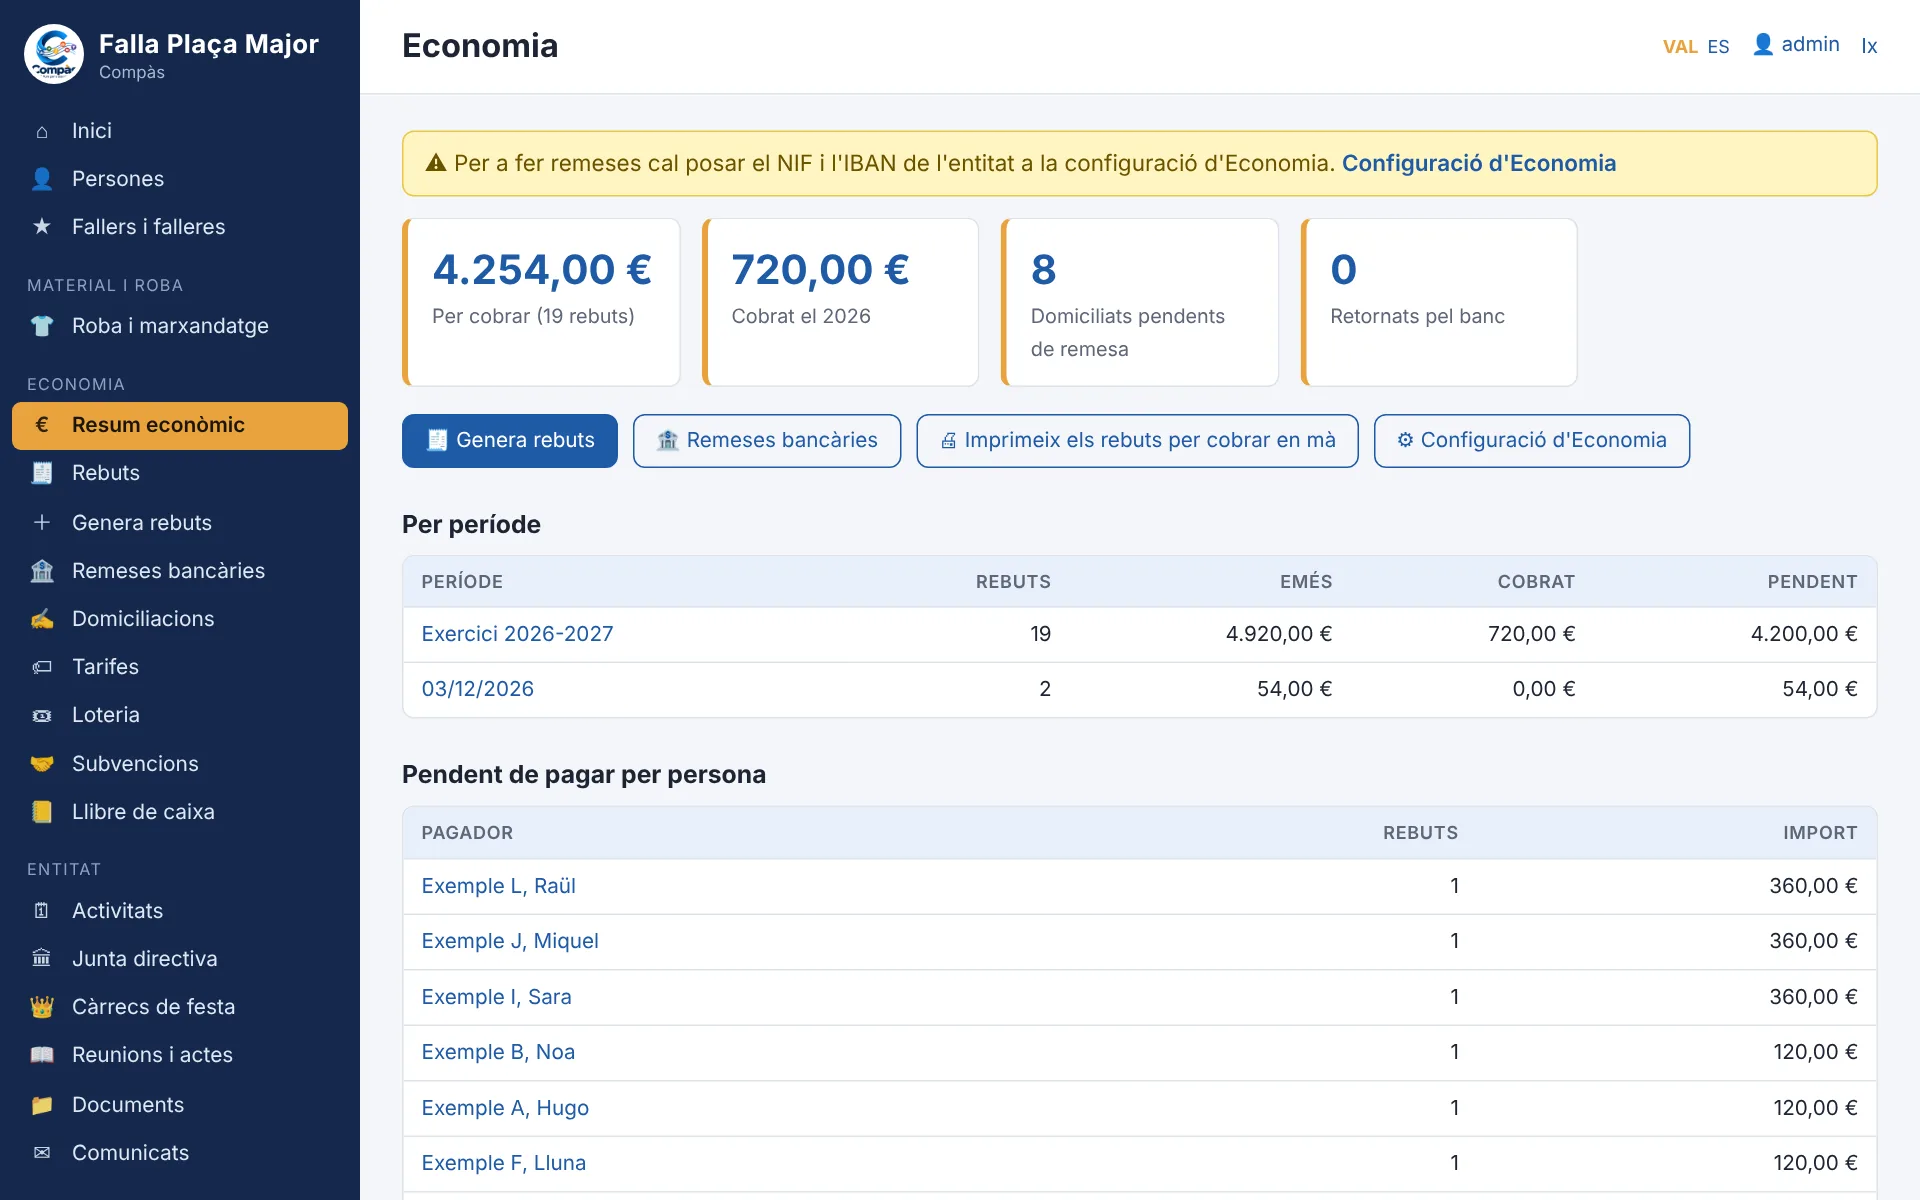 Falla Plaça Major
Compàs
Compàs
Inici
Persones
Fallers i falleres
MATERIAL I ROBA
Roba i marxandatge
ECONOMIA
€ Resum econòmic
Rebuts
Genera rebuts
Remeses bancàries
Domiciliacions
Tarifes
Loteria
Subvencions
Llibre de caixa
ENTITAT
Activitats
Junta directiva
Càrrecs de festa
Reunions i actes
Documents
Comunicats
Economia
VAL ES admin Ix
Per a fer remeses cal posar el NIF i l'IBAN de l'entitat a la configuració d'Economia. Configuració d'Economia
4.254,00 €
Per cobrar (19 rebuts)
720,00 €
Cobrat el 2026
8
Domiciliats pendents
de remesa
0
Retornats pel banc
Genera rebuts
Remeses bancàries
Imprimeix els rebuts per cobrar en mà
Configuració d'Economia
Per període
PERÍODE REBUTS EMÉS COBRAT PENDENT
Exercici 2026-2027 19 4.920,00 € 720,00 € 4.200,00 €
03/12/2026 2 54,00 € 0,00 € 54,00 €
Pendent de pagar per persona
PAGADOR REBUTS IMPORT
Exemple L, Raül 1 360,00 €
Exemple J, Miquel 1 360,00 €
Exemple I, Sara 1 360,00 €
Exemple B, Noa 1 120,00 €
Exemple A, Hugo 1 120,00 €
Exemple F, Lluna 1 120,00 €